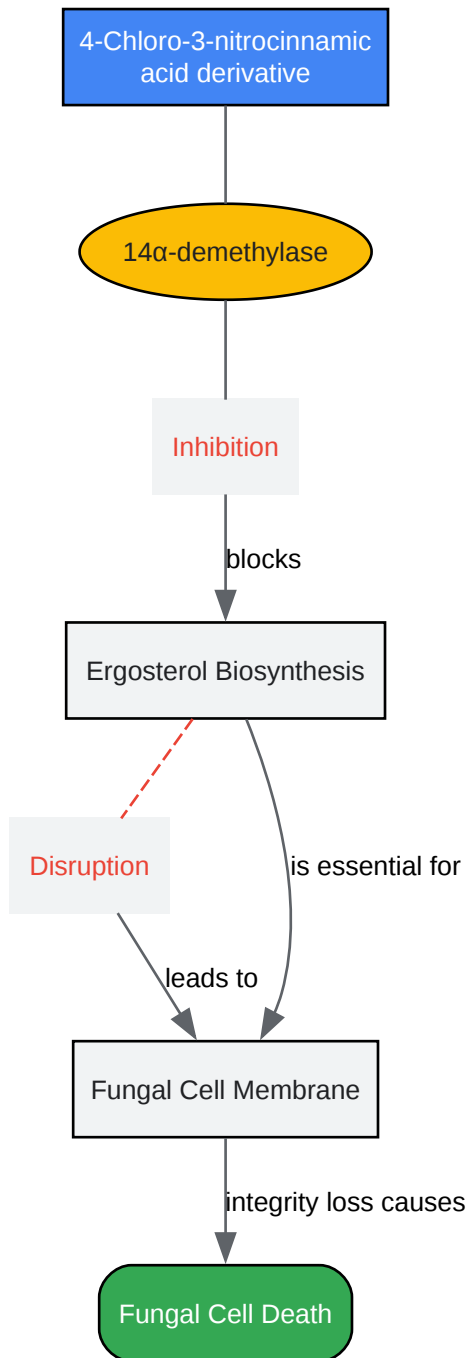 4-Chloro-3-nitrocinnamic
acid derivative
14α-demethylase
Inhibition
blocks
Ergosterol Biosynthesis
Disruption
is essential for
leads to
Fungal Cell Membrane
integrity loss causes
Fungal Cell Death